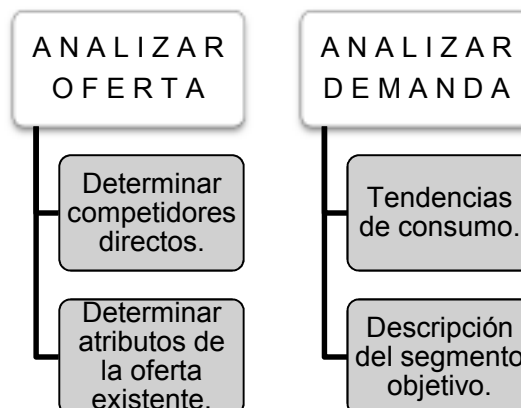 A N A L I Z A R
O F E R T A
Determinar
competidores
directos.
Determinar
atributos de
la oferta
existente.
A N A L I Z A R
D E M A N D A
Tendencias
de consumo.
Descripción
del segmento
objetivo.